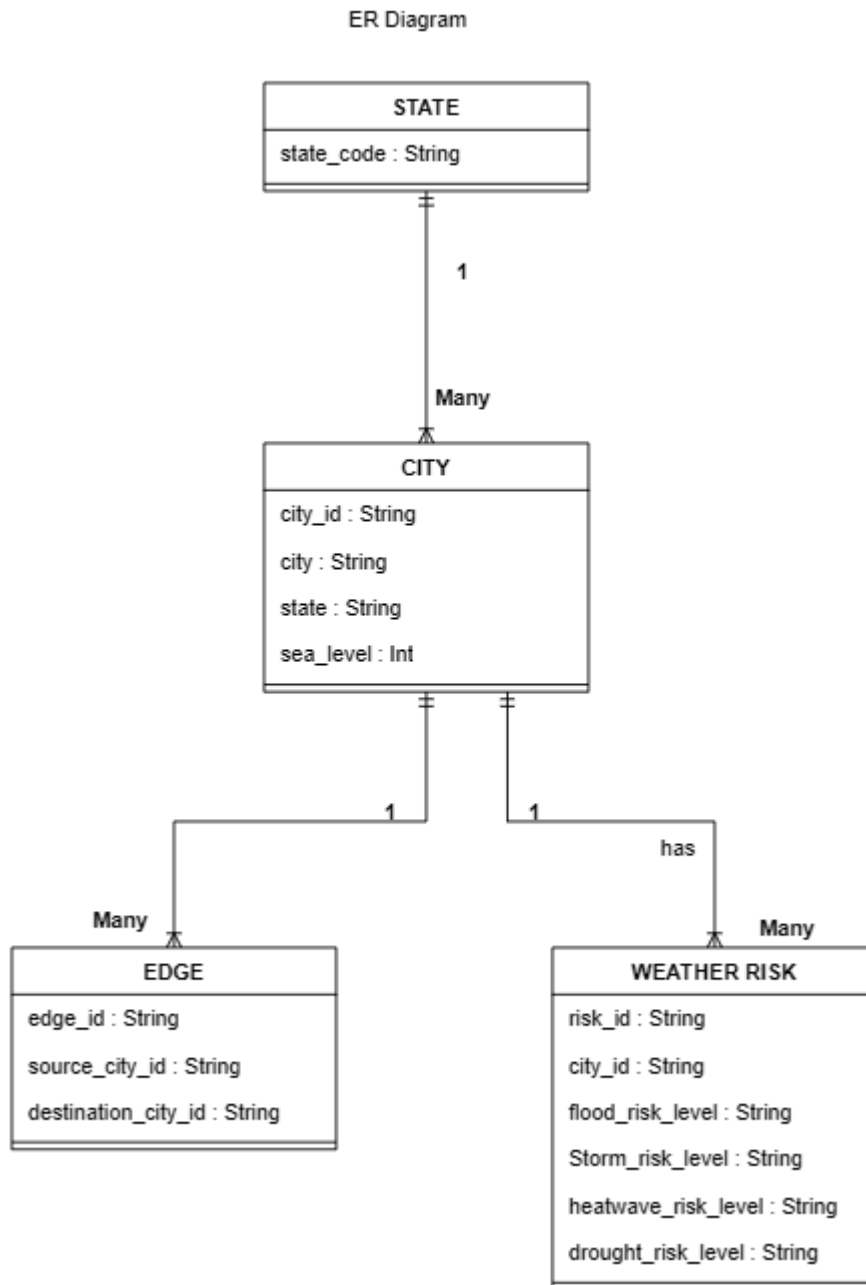 ER Diagram
STATE
state_code : String
1
Many
CITY
city_id : String
city : String
state : String
sea_level : Int
1
1
has
Many
Many
EDGE
edge_id : String
source_city_id : String
destination_city_id : String
WEATHER RISK
risk_id : String
city_id : String
flood_risk_level : String
Storm_risk_level : String
heatwave_risk_level : String
drought_risk_level : String